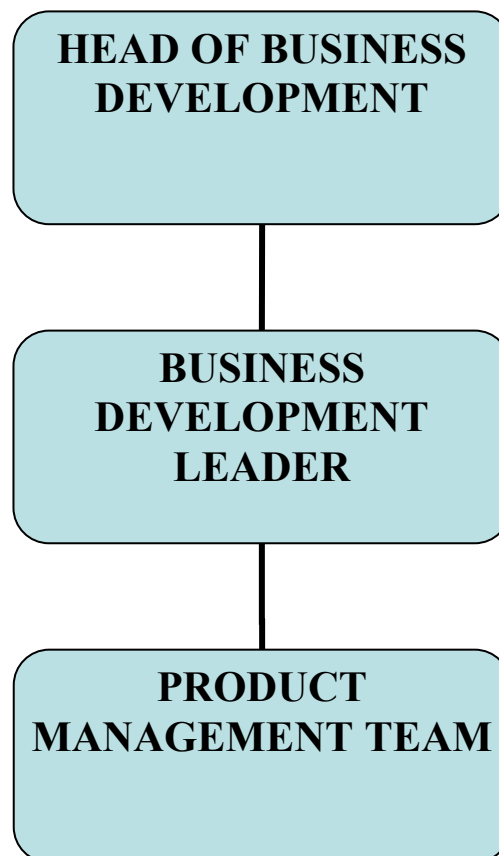 HEAD OF BUSINESS
DEVELOPMENT
BUSINESS
DEVELOPMENT
LEADER
PRODUCT
MANAGEMENT TEAM